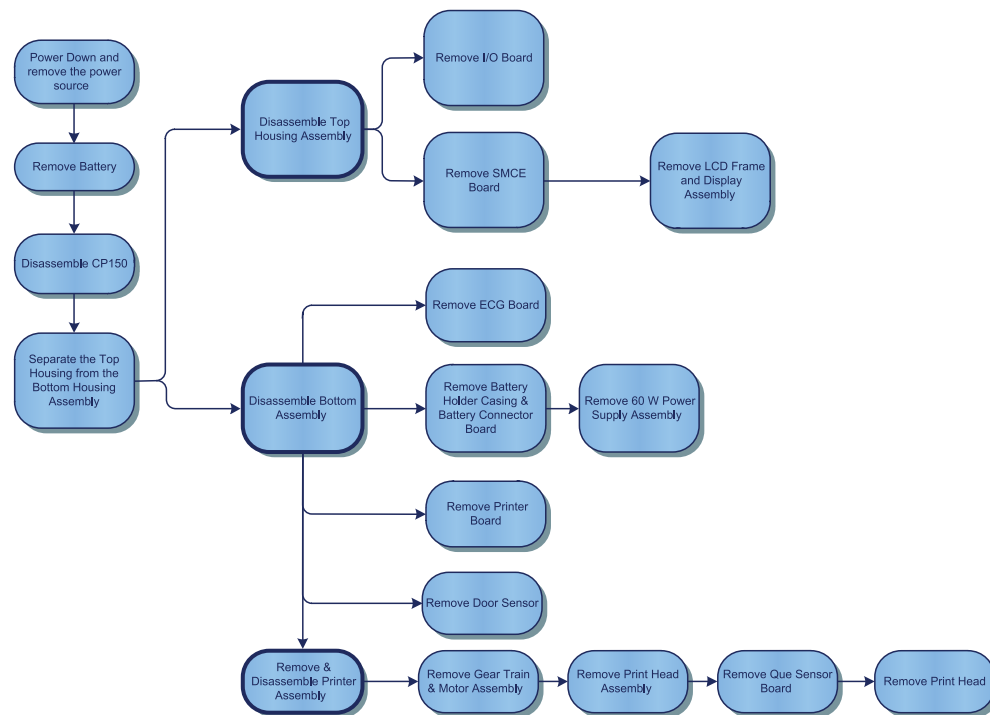 Power Down and
remove the power
source
Remove Battery
Disassemble CP150
Separate the Top
Housing from the
Bottom Housing
Assembly
Disassemble Top
Housing Assembly
Remove I/O Board
Remove SMCE
Board
Remove LCD Frame
and Display
Assembly
Disassemble Bottom
Assembly
Remove ECG Board
Remove Battery
Holder Casing &
Battery Connector
Board
Remove 60 W Power
Supply Assembly
Remove Printer
Board
Remove Door Sensor
Remove &
Disassemble Printer
Assembly
Remove Gear Train
& Motor Assembly
Remove Print Head
Assembly
Remove Que Sensor
Board
Remove Print Head